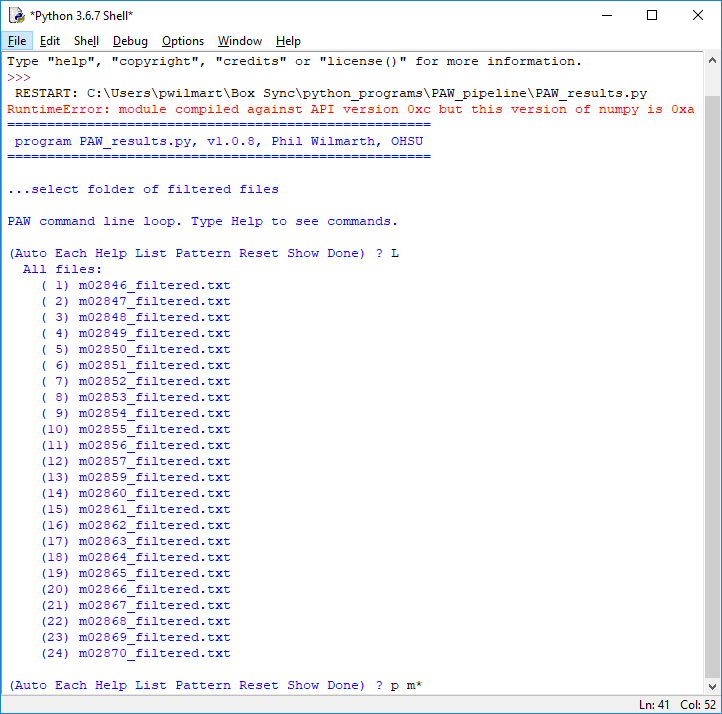 *Python 3.6.7 Shell*
File Edit Shell Debug Options Window Help
Type "help", "copyright", "credits" or "license()" for more information.
>>>
 RESTART: C:\Users\pwilmart\Box Sync\python_programs\PAW_pipeline\PAW_results.py
RuntimeError: module compiled against API version 0xc but this version of numpy is 0xa
=====================================================
 program PAW_results.py, v1.0.8, Phil Wilmarth, OHSU
=====================================================
...select folder of filtered files
PAW command line loop. Type Help to see commands.
(Auto Each Help List Pattern Reset Show Done) ? L
  All files:
    ( 1) m02846_filtered.txt
    ( 2) m02847_filtered.txt
    ( 3) m02848_filtered.txt
    ( 4) m02849_filtered.txt
    ( 5) m02850_filtered.txt
    ( 6) m02851_filtered.txt
    ( 7) m02852_filtered.txt
    ( 8) m02853_filtered.txt
    ( 9) m02854_filtered.txt
    (10) m02855_filtered.txt
    (11) m02856_filtered.txt
    (12) m02857_filtered.txt
    (13) m02859_filtered.txt
    (14) m02860_filtered.txt
    (15) m02861_filtered.txt
    (16) m02862_filtered.txt
    (17) m02863_filtered.txt
    (18) m02864_filtered.txt
    (19) m02865_filtered.txt
    (20) m02866_filtered.txt
    (21) m02867_filtered.txt
    (22) m02868_filtered.txt
    (23) m02869_filtered.txt
    (24) m02870_filtered.txt
(Auto Each Help List Pattern Reset Show Done) ? p m*
Ln: 41 Col: 52